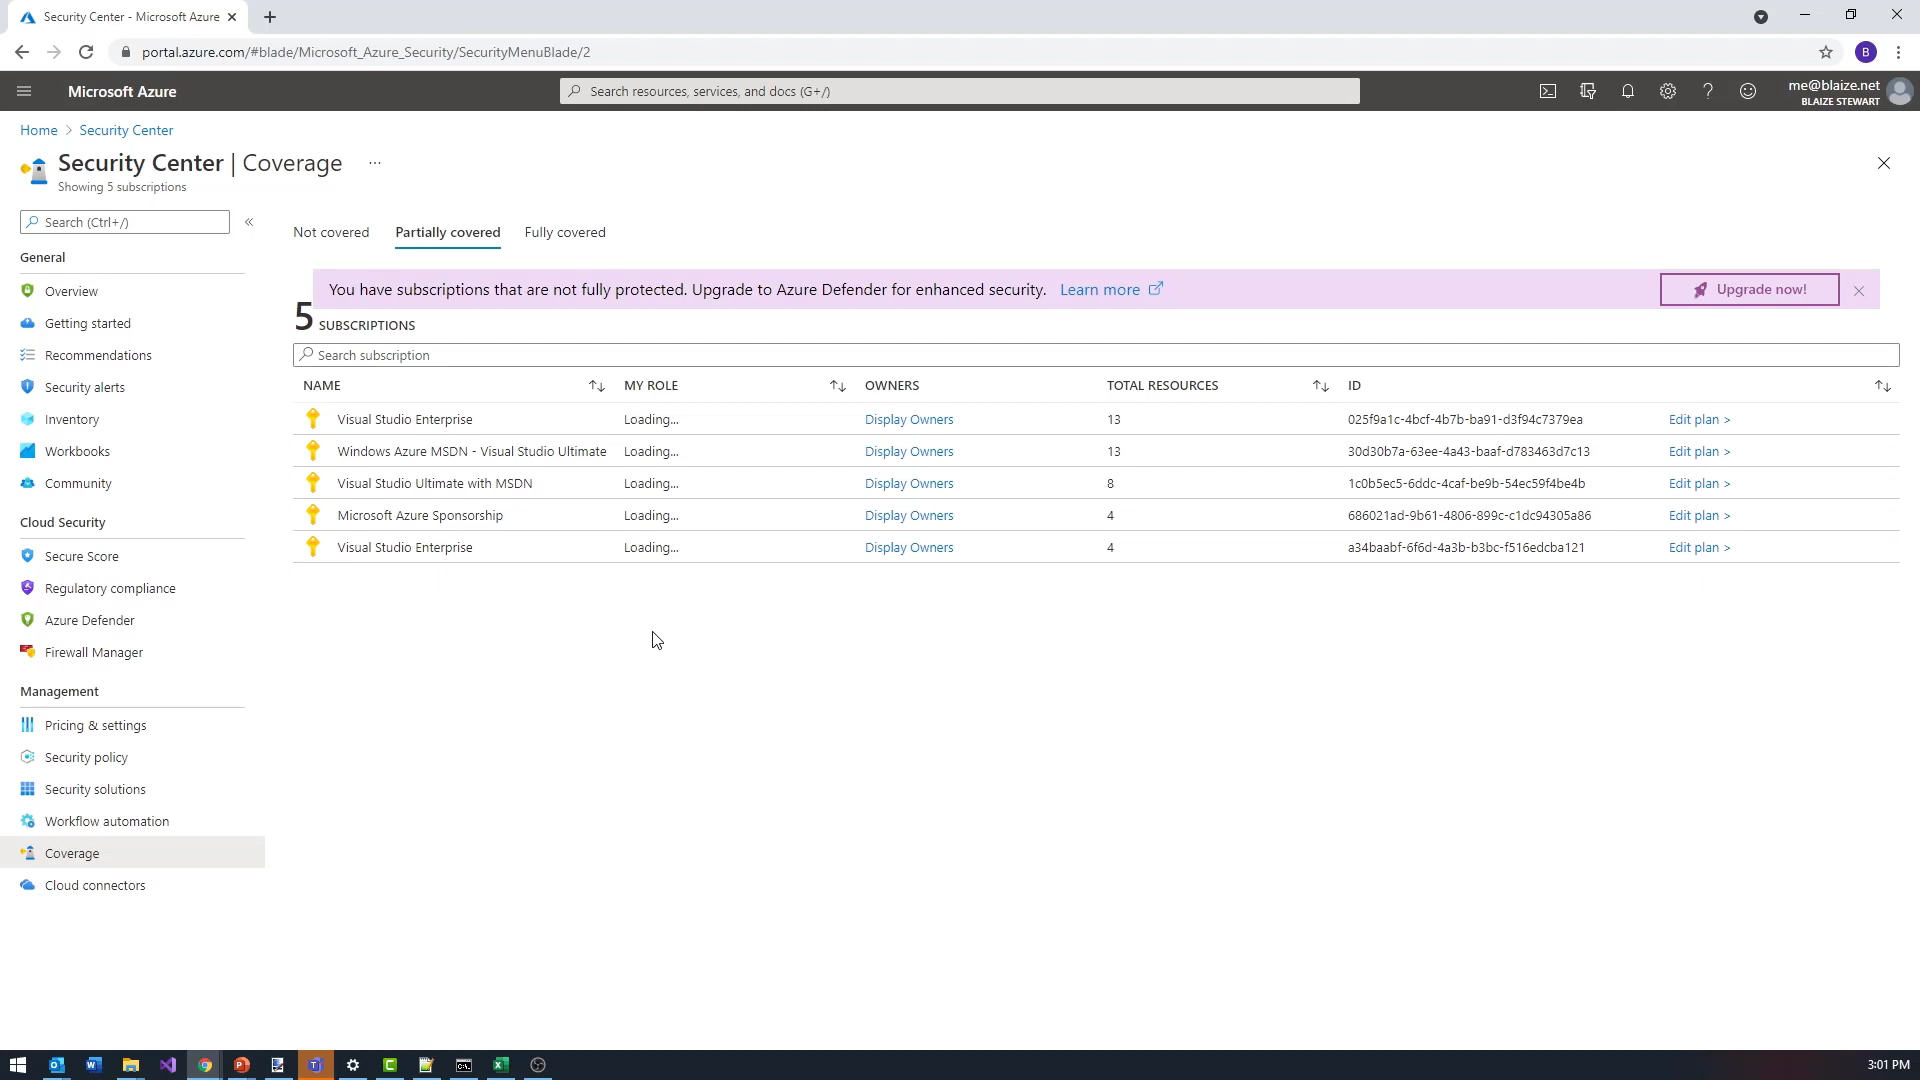 Security Center - Microsoft Azure
portal.azure.com/#blade/Microsoft_Azure_Security/SecurityMenuBlade/2
B
Microsoft Azure
Search resources, services, and docs (G+/)
me@blaize.net
BLAIZE STEWART
Home > Security Center
Security Center | Coverage ...
Showing 5 subscriptions
Search (Ctrl+/)
General
Overview
Getting started
Recommendations
Security alerts
Inventory
Workbooks
Community
Cloud Security
Secure Score
Regulatory compliance
Azure Defender
Firewall Manager
Management
Pricing & settings
Security policy
Security solutions
Workflow automation
Coverage
Cloud connectors
Not covered Partially covered Fully covered
You have subscriptions that are not fully protected. Upgrade to Azure Defender for enhanced security. Learn more Upgrade now!
5 SUBSCRIPTIONS
Search subscription
NAME MY ROLE OWNERS TOTAL RESOURCES ID
Visual Studio Enterprise Loading... Display Owners 13 025f9a1c-4bcf-4b7b-ba91-d3f94c7379ea Edit plan >
Windows Azure MSDN - Visual Studio Ultimate Loading... Display Owners 13 30d30b7a-63ee-4a43-baaf-d783463d7c13 Edit plan >
Visual Studio Ultimate with MSDN Loading... Display Owners 8 1c0b5ec5-6ddc-4caf-be9b-54ec59f4be4b Edit plan >
Microsoft Azure Sponsorship Loading... Display Owners 4 686021ad-9b61-4806-899c-c1dc94305a86 Edit plan >
Visual Studio Enterprise Loading... Display Owners 4 a34baabf-6f6d-4a3b-b3bc-f516edcba121 Edit plan >
3:01 PM